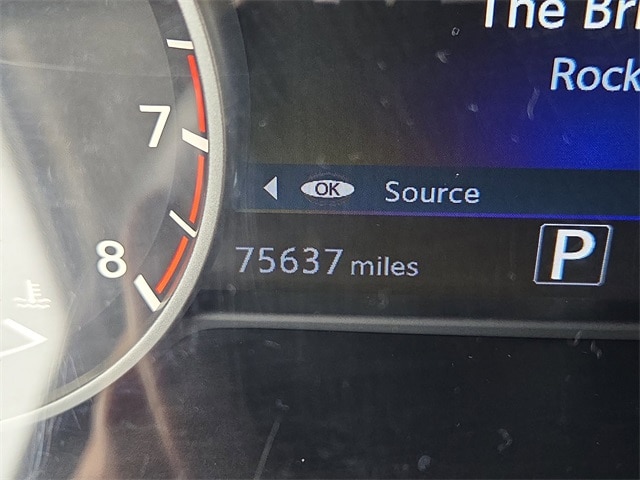 The Bri
Rock
7
OK Source
8
75637 miles
P